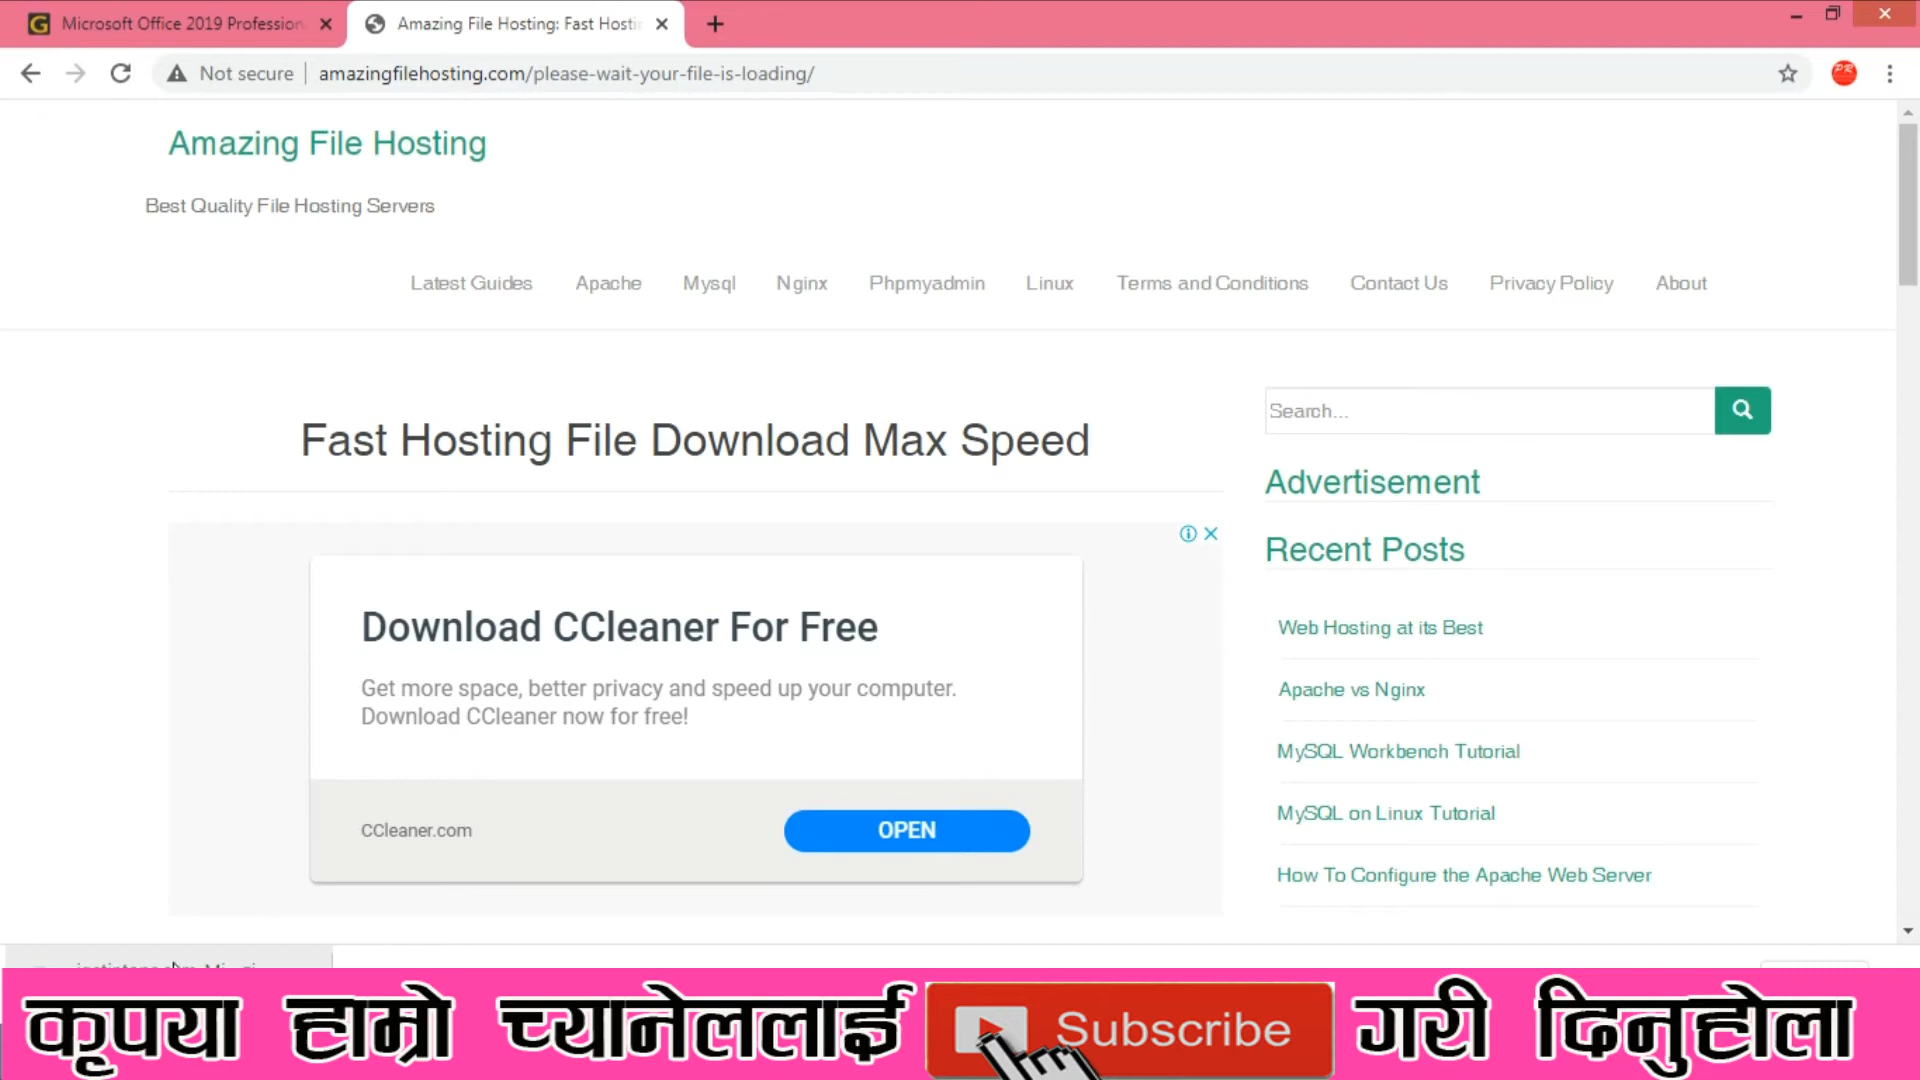 Microsoft Office 2019 Profession
Amazing File Hosting: Fast Hosti
Not secure
amazingfilehosting.com/please-wait-your-file-is-loading/
Amazing File Hosting
Best Quality File Hosting Servers
Latest Guides Apache Mysql Nginx Phpmyadmin Linux Terms and Conditions Contact Us Privacy Policy About
Fast Hosting File Download Max Speed
Search...
Advertisement
Recent Posts
Download CCleaner For Free
Get more space, better privacy and speed up your computer.
Download CCleaner now for free!
CCleaner.com
OPEN
Web Hosting at its Best
Apache vs Nginx
MySQL Workbench Tutorial
MySQL on Linux Tutorial
How To Configure the Apache Web Server
कृपया हाम्रो च्यानेललाई Subscribe गरी दिनुहोला